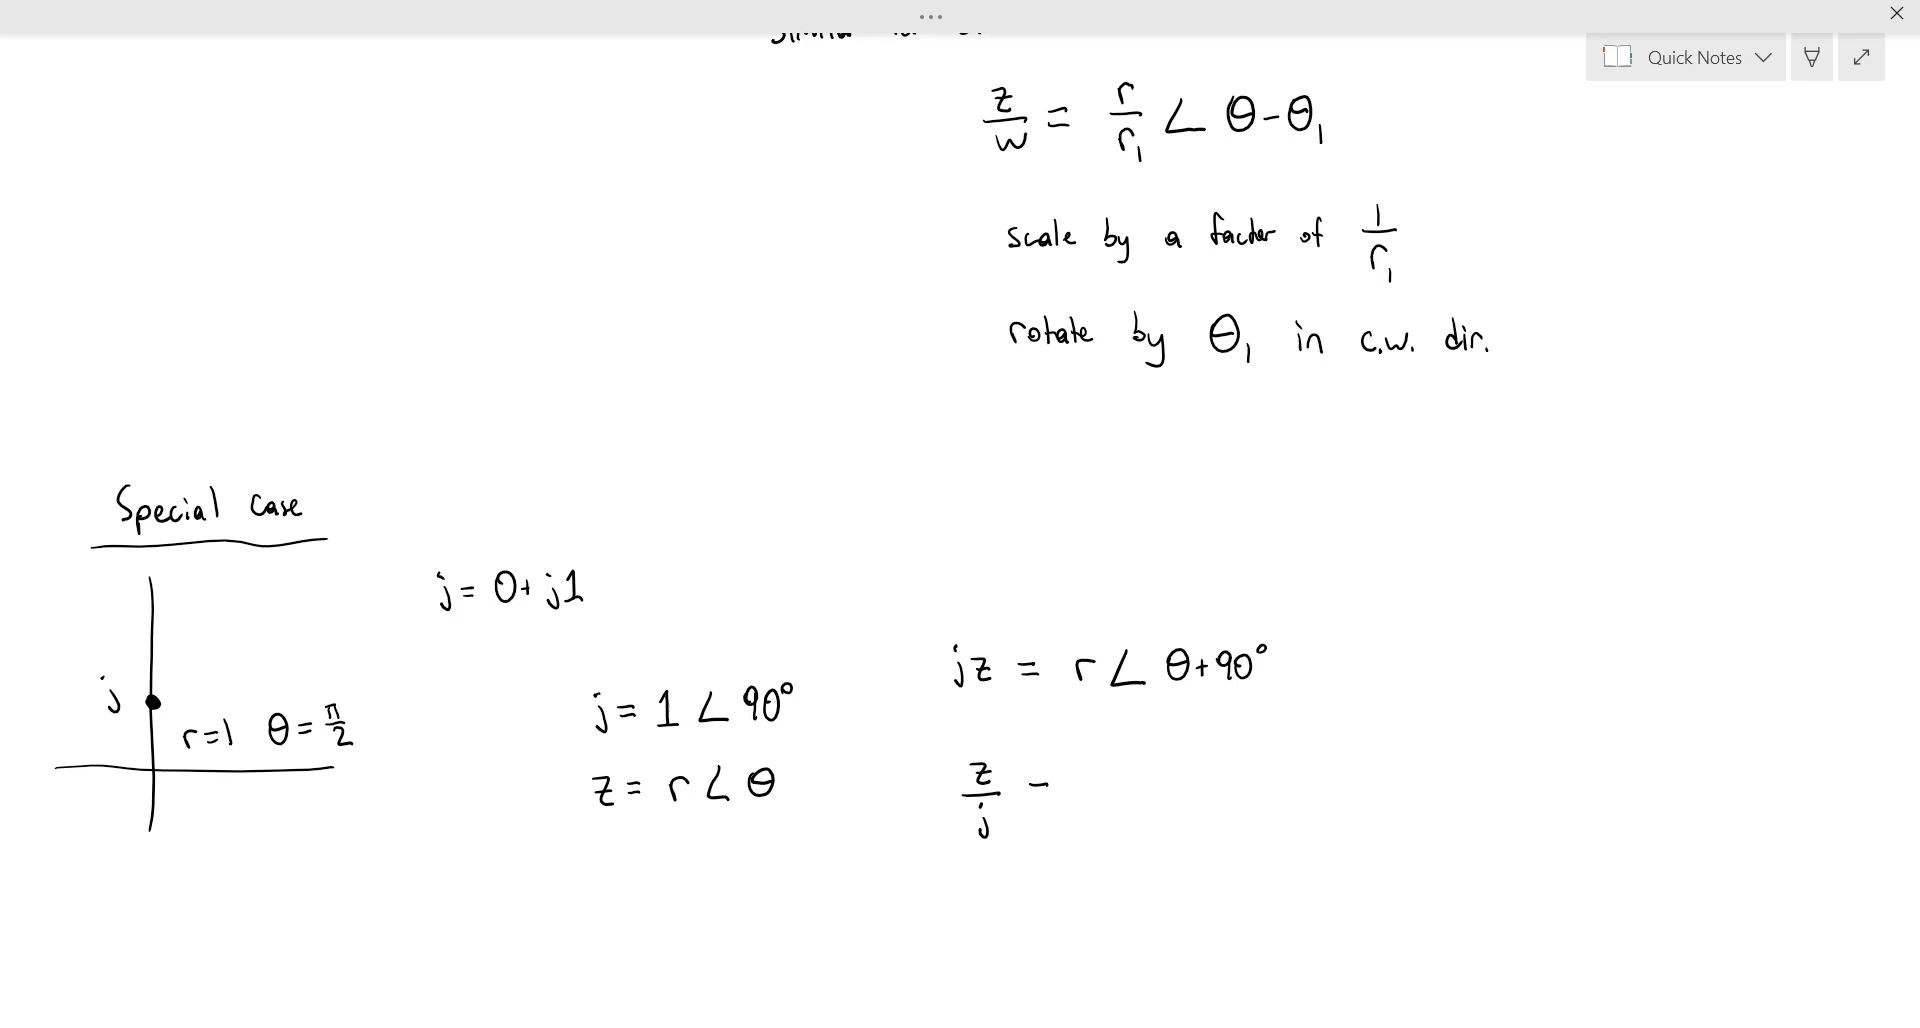 Quick Notes
z/w = r/r₁ ∠ θ-θ₁
scale by a factor of 1/r₁
rotate by θ₁ in c.w. dir.
Special case
j = 0 + j1
j
r=1 θ = π/2
j = 1 ∠ 90°
z = r ∠ θ
jz = r ∠ θ+90°
z/j -